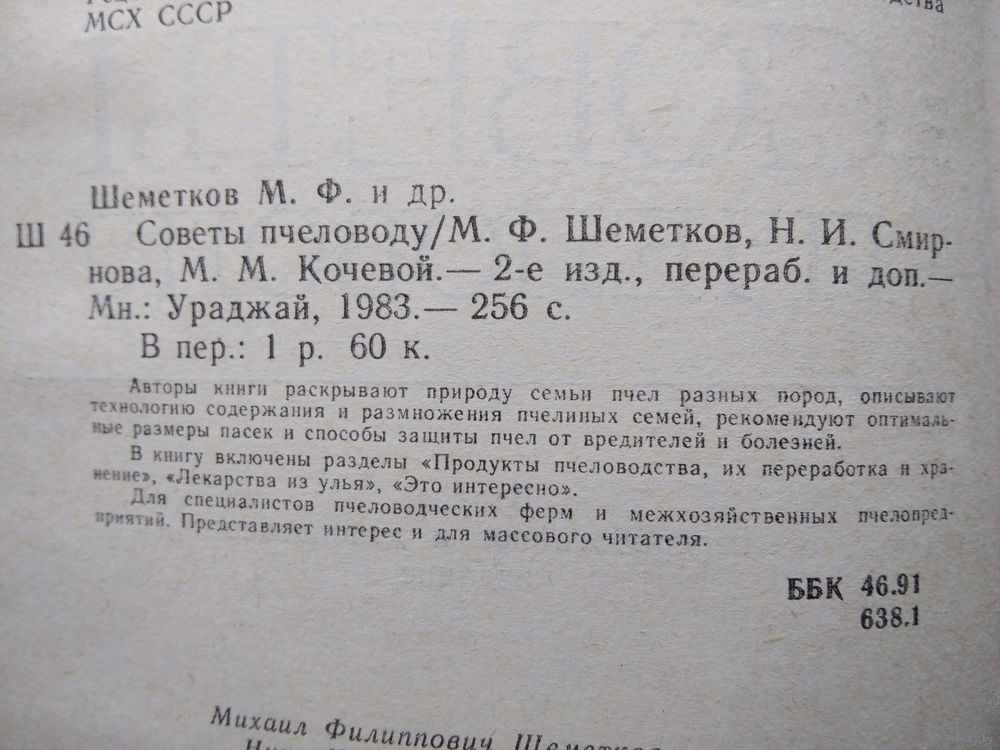 МСХ СССР
Шеметков М. Ф. и др.
Ш 46 Советы пчеловоду/М. Ф. Шеметков, Н. И. Смир-
нова, М. М. Кочевой.— 2-е изд., перераб. и доп.—
Мн.: Ураджай, 1983.— 256 с.
В пер.: 1 р. 60 к.
Авторы книги раскрывают природу семьи пчел разных пород, описывают
технологию содержания и размножения пчелиных семей, рекомендуют оптималь-
ные размеры пасек и способы защиты пчел от вредителей и болезней.
В книгу включены разделы «Продукты пчеловодства, их переработка и хра-
нение», «Лекарства из улья», «Это интересно».
Для специалистов пчеловодческих ферм и межхозяйственных пчелопред-
приятий. Представляет интерес и для массового читателя.
ББК 46.91
638.1
Михаил Филиппович Шеметков